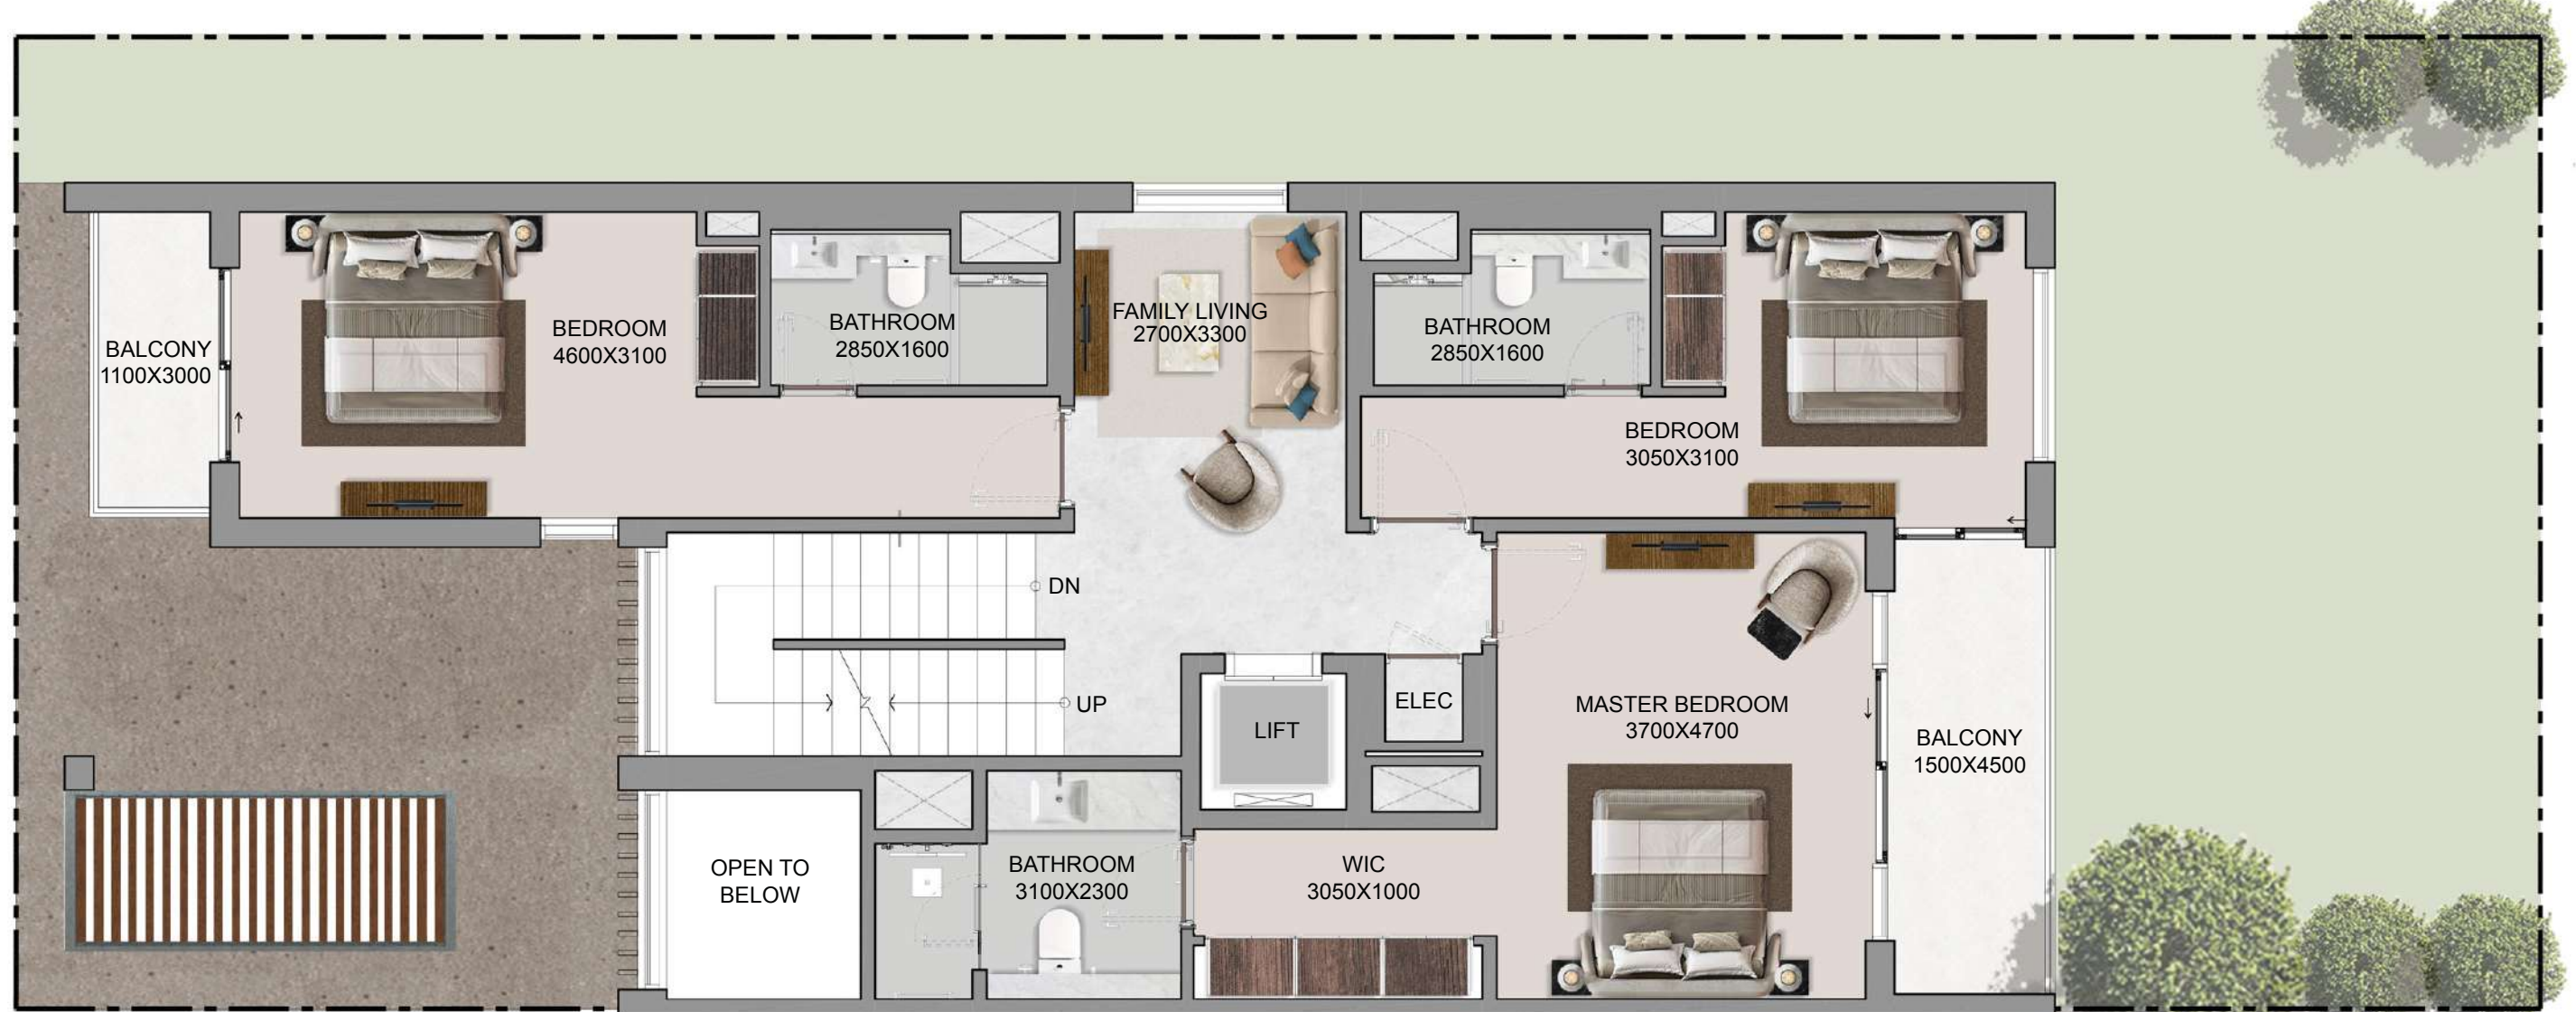 BALCONY
1100X3000
BEDROOM
4600X3100
BATHROOM
2850X1600
FAMILY LIVING
2700X3300
BATHROOM
2850X1600
BEDROOM
3050X3100
DN
UP
LIFT
ELEC
MASTER BEDROOM
3700X4700
BALCONY
1500X4500
OPEN TO
BELOW
BATHROOM
3100X2300
WIC
3050X1000